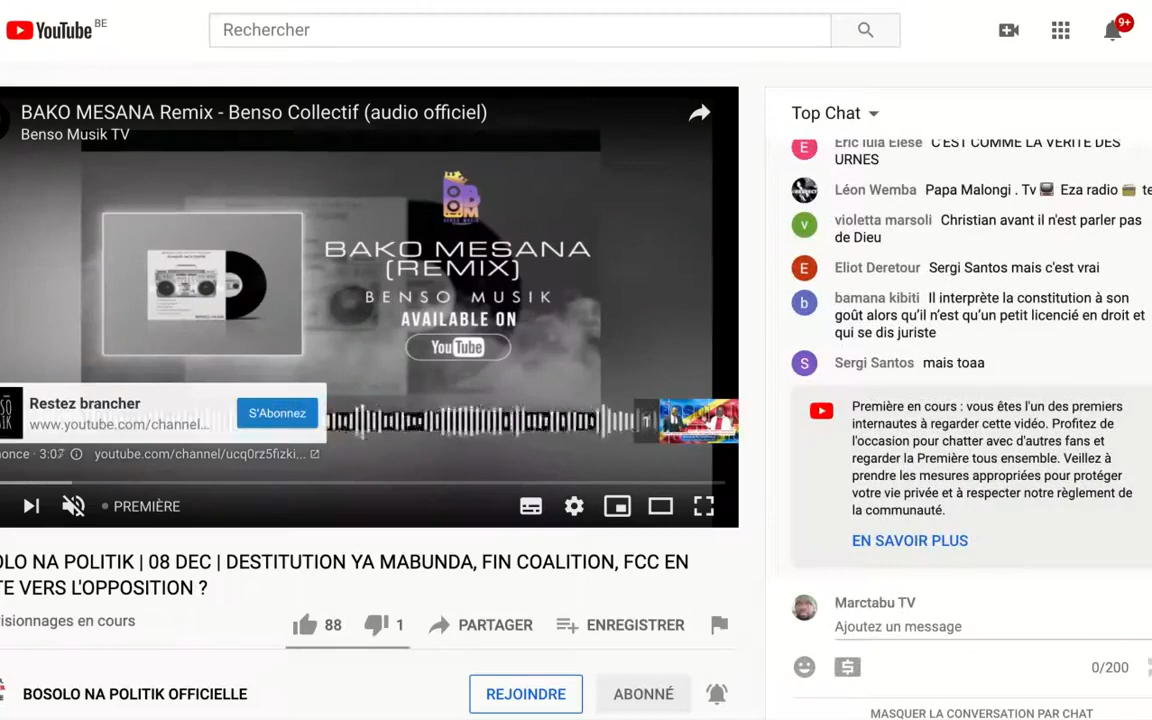 YouTube BE
Rechercher
9+
BAKO MESANA Remix - Benso Collectif (audio officiel)
Benso Musik TV
BAKO MESANA
(REMIX)
BENSO MUSIK
AVAILABLE ON
YouTube
Restez brancher
www.youtube.com/channel...
S'Abonnez
once · 3:07
youtube.com/channel/ucq0rz5fizki...
PREMIÈRE
OLO NA POLITIK | 08 DEC | DESTITUTION YA MABUNDA, FIN COALITION, FCC EN
TE VERS L'OPPOSITION ?
isionnages en cours
88
1
PARTAGER
ENREGISTRER
BOSOLO NA POLITIK OFFICIELLE
REJOINDRE
ABONNÉ
Top Chat
E
Eric lula Elese C'EST COMME LA VERITE DES
URNES
Léon Wemba Papa Malongi . Tv Eza radio te
v
violetta marsoli Christian avant il n'est parler pas
de Dieu
E
Eliot Deretour Sergi Santos mais c'est vrai
b
bamana kibiti Il interprète la constitution à son
goût alors qu'il n'est qu'un petit licencié en droit et
qui se dis juriste
S
Sergi Santos mais toaa
Première en cours : vous êtes l'un des premiers
internautes à regarder cette vidéo. Profitez de
l'occasion pour chatter avec d'autres fans et
regarder la Première tous ensemble. Veillez à
prendre les mesures appropriées pour protéger
votre vie privée et à respecter notre règlement de
la communauté.
EN SAVOIR PLUS
Marctabu TV
Ajoutez un message
0/200
MASQUER LA CONVERSATION PAR CHAT